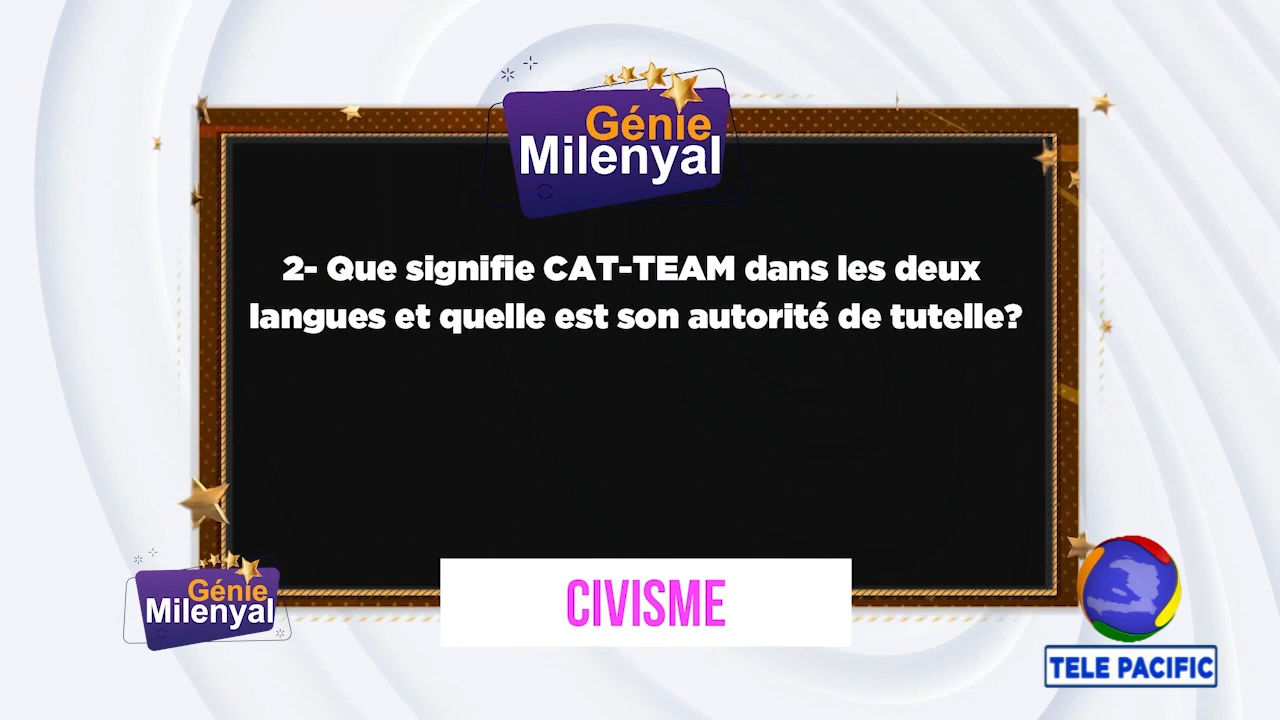 Génie
Milenyal
2- Que signifie CAT-TEAM dans les deux
langues et quelle est son autorité de tutelle?
Génie
Milenyal
CIVISME
TELE PACIFIC